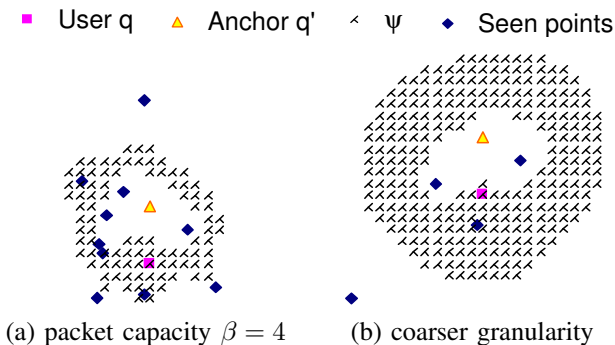 User q Anchor q' ψ Seen points
(a) packet capacity β = 4 (b) coarser granularity